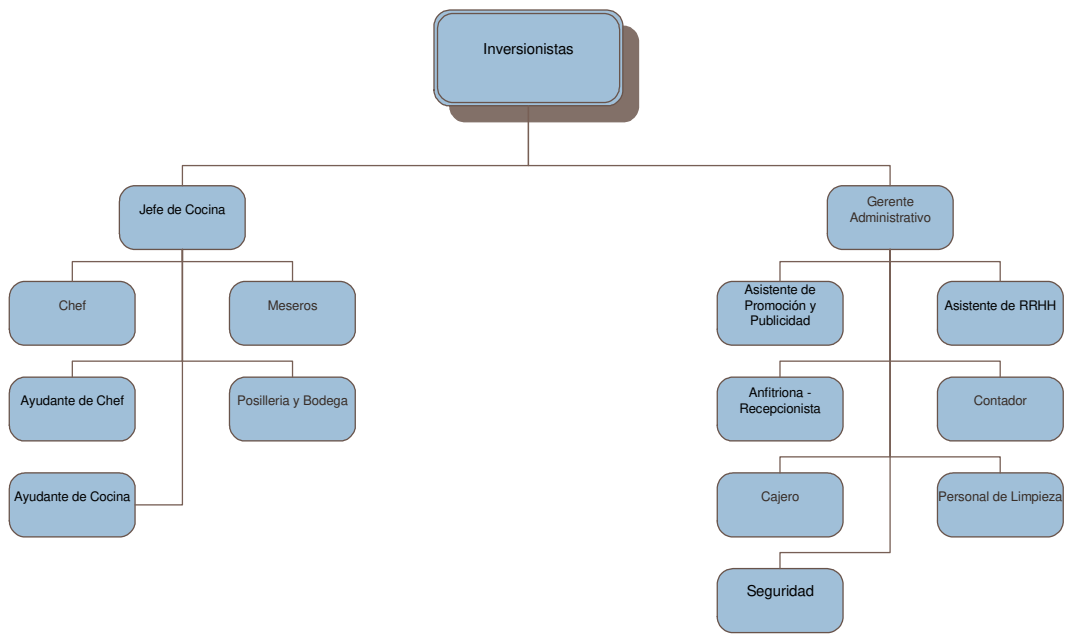 Inversionistas
Jefe de Cocina
Gerente
Administrativo
Chef
Meseros
Asistente de
Promoción y
Publicidad
Asistente de RRHH
Ayudante de Chef
Posilleria y Bodega
Anfitriona -
Recepcionista
Contador
Ayudante de Cocina
Cajero
Personal de Limpieza
Seguridad